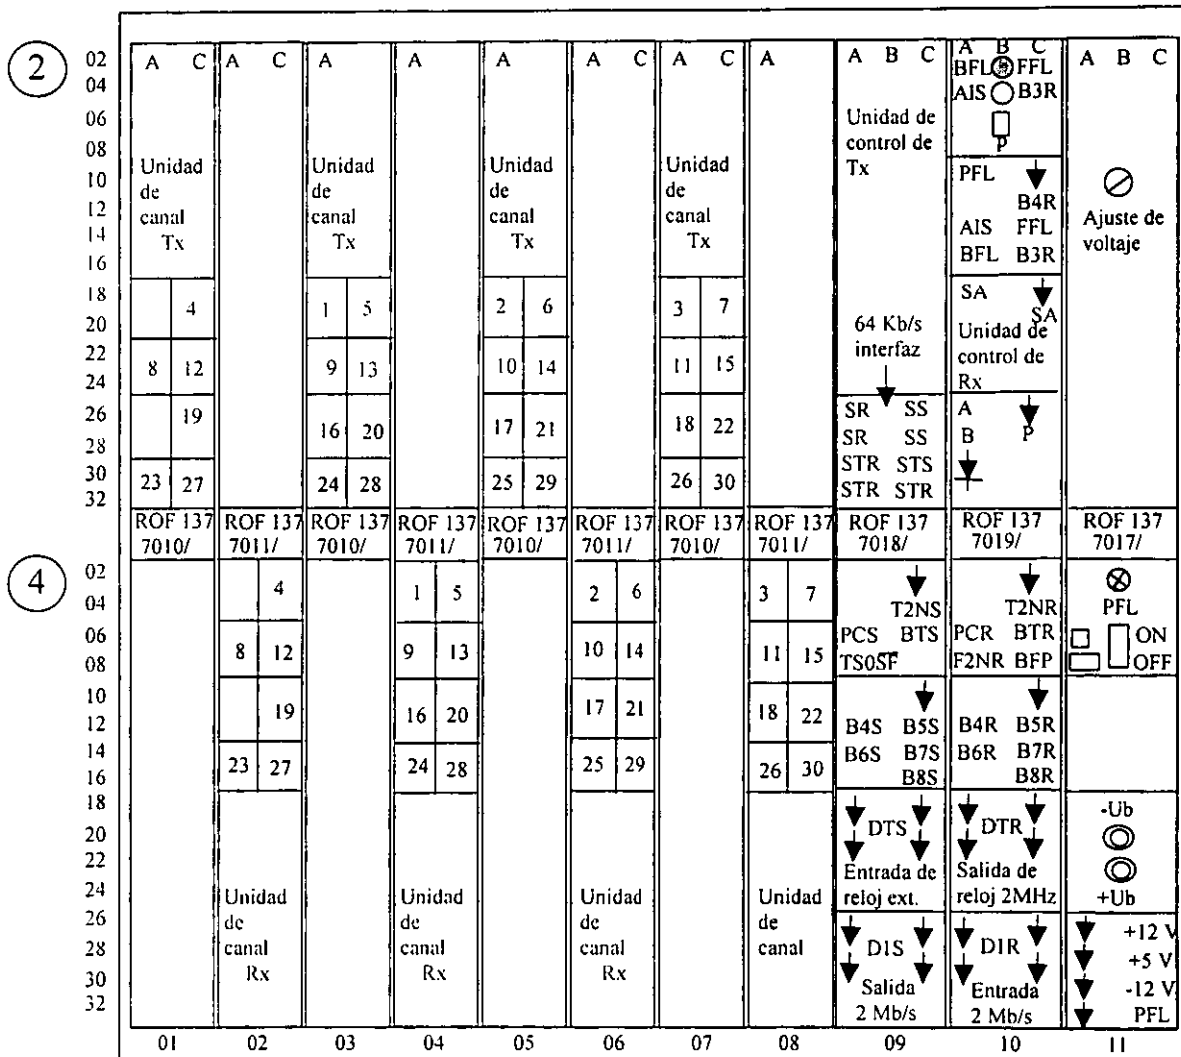 2
02
04
06
08
10
12
14
16
18
20
22
24
26
28
30
32
A C
A C
A
A
A C
A C
A C
A
A B C
A B C
A B C
Unidad
de
canal
Tx
4
8 12
19
23 27
Unidad
de
canal
Tx
1 5
9 13
16 20
24 28
Unidad
de
canal
Tx
2 6
10 14
17 21
25 29
Unidad
de
canal
Tx
3 7
11 15
18 22
26 30
Unidad de
control de
Tx
64 Kb/s
interfaz
SR SS
SR SS
STR STS
STR STR
BFL FFL
AIS B3R
P
PFL
B4R
AIS FFL
BFL B3R
SA
SA
Unidad de
control de
Rx
A
B P
Ajuste de
voltaje
ROF 137
7010/
ROF 137
7011/
ROF 137
7010/
ROF 137
7011/
ROF 137
7010/
ROF 137
7011/
ROF 137
7010/
ROF 137
7011/
ROF 137
7018/
ROF 137
7019/
ROF 137
7017/
4
02
04
06
08
10
12
14
16
18
20
22
24
26
28
30
32
4
8 12
19
23 27
Unidad
de
canal
Rx
1 5
9 13
16 20
24 28
Unidad
de
canal
Rx
2 6
10 14
17 21
25 29
Unidad
de
canal
Rx
3 7
11 15
18 22
26 30
Unidad
de
canal
T2NS
PCS BTS
TS0SF
B4S B5S
B6S B7S
B8S
DTS
Entrada de
reloj ext.
D1S
Salida
2 Mb/s
T2NR
PCR BTR
F2NR BFP
B4R B5R
B6R B7R
B8R
DTR
Salida de
reloj 2MHz
D1R
Entrada
2 Mb/s
PFL
ON
OFF
-Ub
+Ub
+12 V
+5 V
-12 V
PFL
01 02 03 04 05 06 07 08 09 10 11